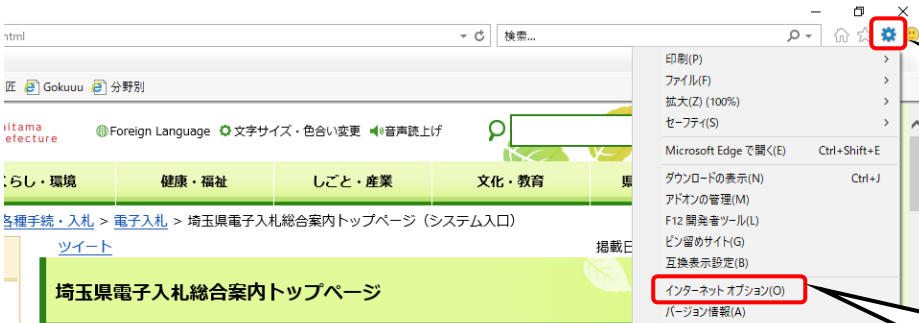 html
検索...
匠 Gokuuu 分野別
印刷(P)
ファイル(F)
拡大(Z) (100%)
セーフティ(S)
Microsoft Edge で開く(E) Ctrl+Shift+E
ダウンロードの表示(N) Ctrl+J
アドオンの管理(M)
F12 開発者ツール(L)
ピン留めサイト(G)
互換表示設定(B)
インターネット オプション(O)
バージョン情報(A)
itama
efecture
Foreign Language 文字サイズ・色合い変更 音声読上げ
くらし・環境 健康・福祉 しごと・産業 文化・教育 県
各種手続・入札 > 電子入札 > 埼玉県電子入札総合案内トップページ（システム入口）
ツイート 掲載日
埼玉県電子入札総合案内トップページ